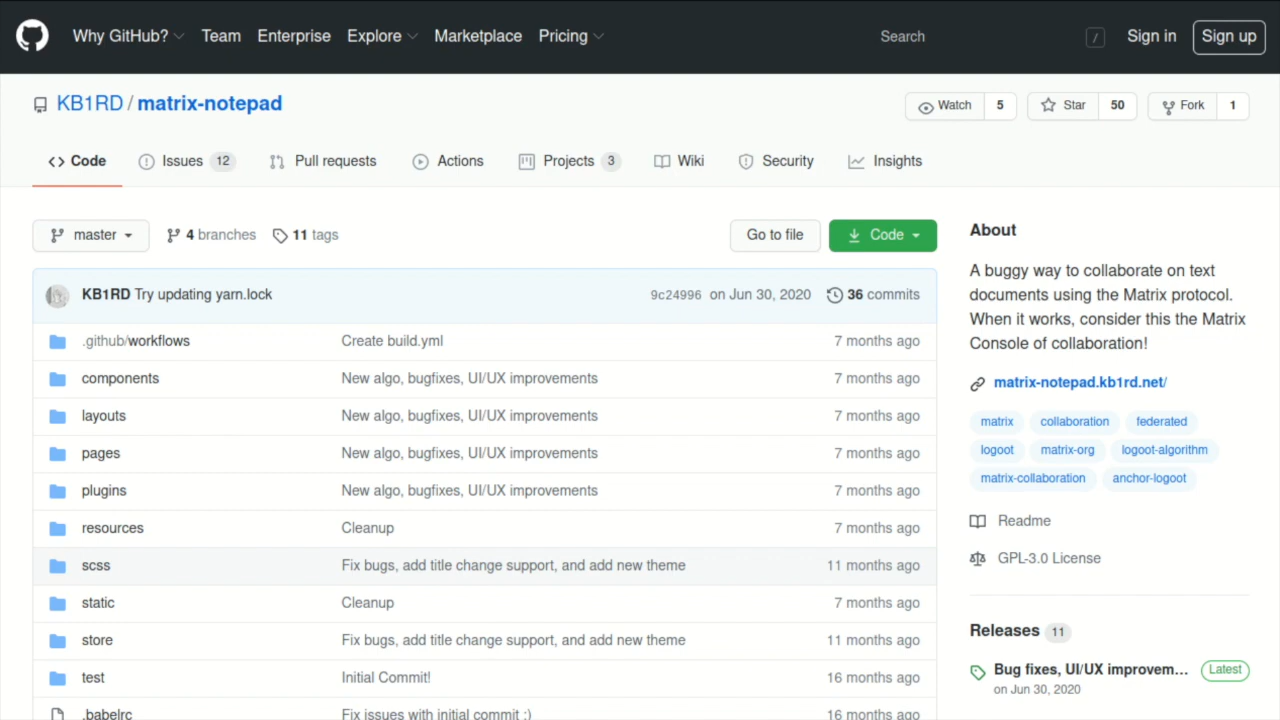 Why GitHub? Team Enterprise Explore Marketplace Pricing Search / Sign in Sign up
KB1RD / matrix-notepad Watch 5 Star 50 Fork 1
Code Issues 12 Pull requests Actions Projects 3 Wiki Security Insights
master 4 branches 11 tags Go to file Code
KB1RD Try updating yarn.lock 9c24996 on Jun 30, 2020 36 commits
.github/workflows Create build.yml 7 months ago
components New algo, bugfixes, UI/UX improvements 7 months ago
layouts New algo, bugfixes, UI/UX improvements 7 months ago
pages New algo, bugfixes, UI/UX improvements 7 months ago
plugins New algo, bugfixes, UI/UX improvements 7 months ago
resources Cleanup 7 months ago
scss Fix bugs, add title change support, and add new theme 11 months ago
static Cleanup 7 months ago
store Fix bugs, add title change support, and add new theme 11 months ago
test Initial Commit! 16 months ago
.babelrc Fix issues with initial commit :) 16 months ago
About
A buggy way to collaborate on text
documents using the Matrix protocol.
When it works, consider this the Matrix
Console of collaboration!
matrix-notepad.kb1rd.net/
matrix collaboration federated
logoot matrix-org logoot-algorithm
matrix-collaboration anchor-logoot
Readme
GPL-3.0 License
Releases 11
Bug fixes, UI/UX improvem... Latest
on Jun 30, 2020